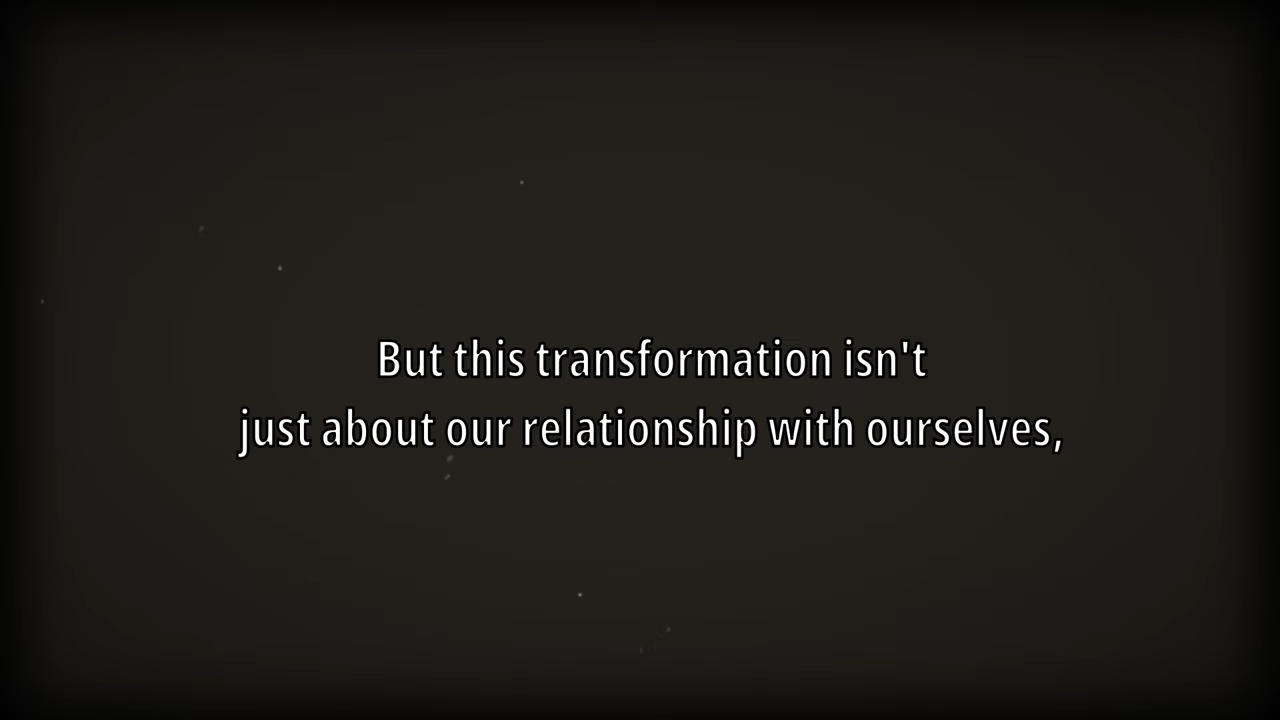 But this transformation isn't
just about our relationship with ourselves,